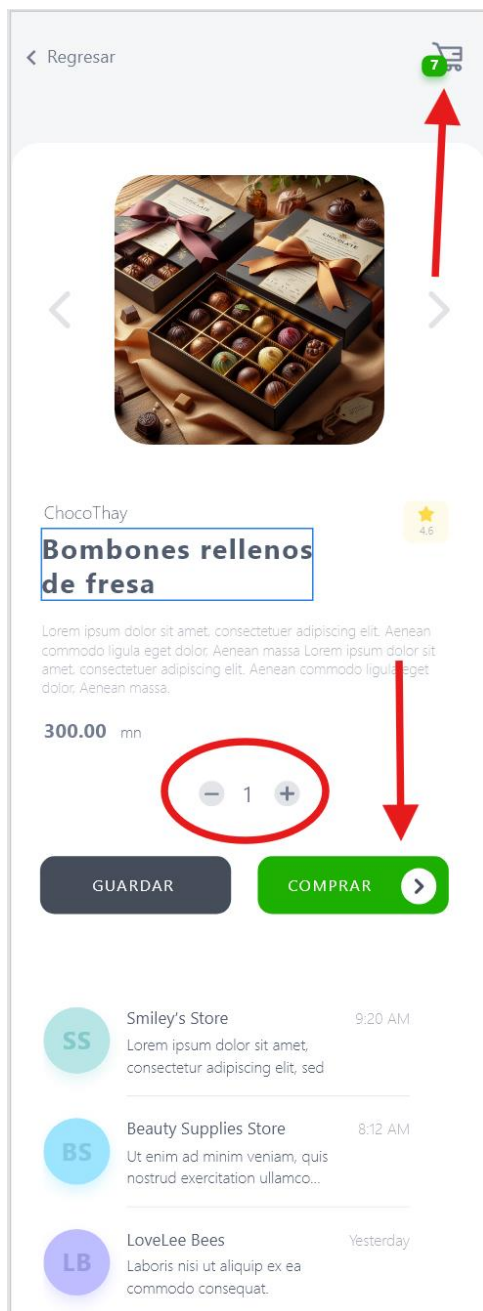 Regresar
7
CHOCOLATE
ChocoThay
4.6
Bombones rellenos
de fresa
Lorem ipsum dolor sit amet, consectetuer adipiscing elit. Aenean
commodo ligula eget dolor. Aenean massa Lorem ipsum dolor sit
amet, consectetuer adipiscing elit. Aenean commodo ligula eget
dolor. Aenean massa.
300.00 mn
1
GUARDAR
COMPRAR
SS
Smiley's Store
9:20 AM
Lorem ipsum dolor sit amet,
consectetur adipiscing elit, sed
BS
Beauty Supplies Store
8:12 AM
Ut enim ad minim veniam, quis
nostrud exercitation ullamco...
LB
LoveLee Bees
Yesterday
Laboris nisi ut aliquip ex ea
commodo consequat.